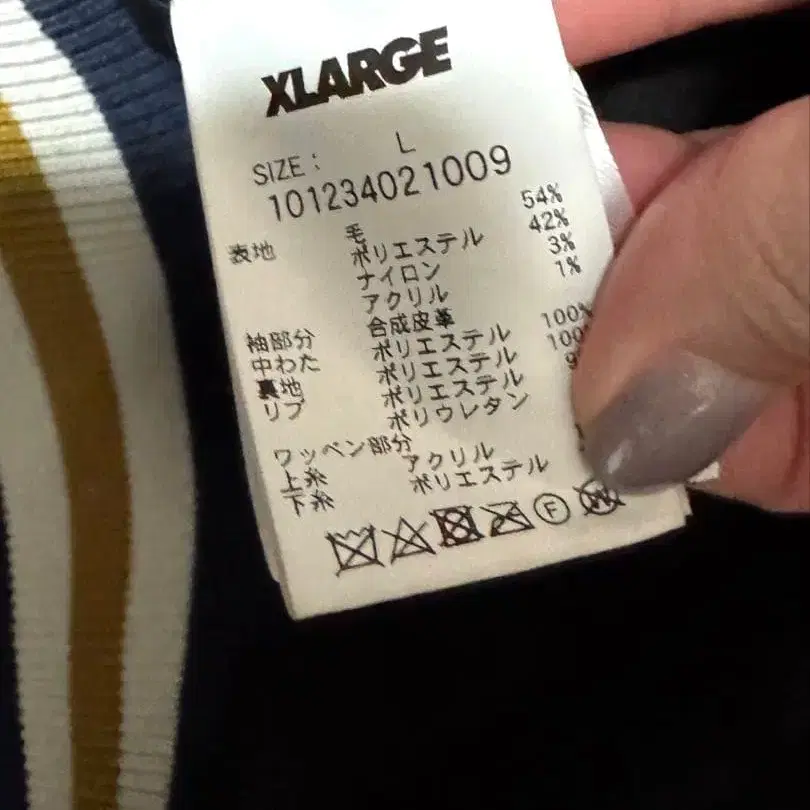 XLARGE
SIZE: L
101234021009
表地 毛 54%
ポリエステル 42%
ナイロン 3%
アクリル 1%
袖部分 合成皮革
中わた ポリエステル 100%
裏地 ポリエステル 100
リブ ポリエステル 9
ポリウレタン
ワッペン部分
上糸 アクリル
下糸 ポリエステル
F
W